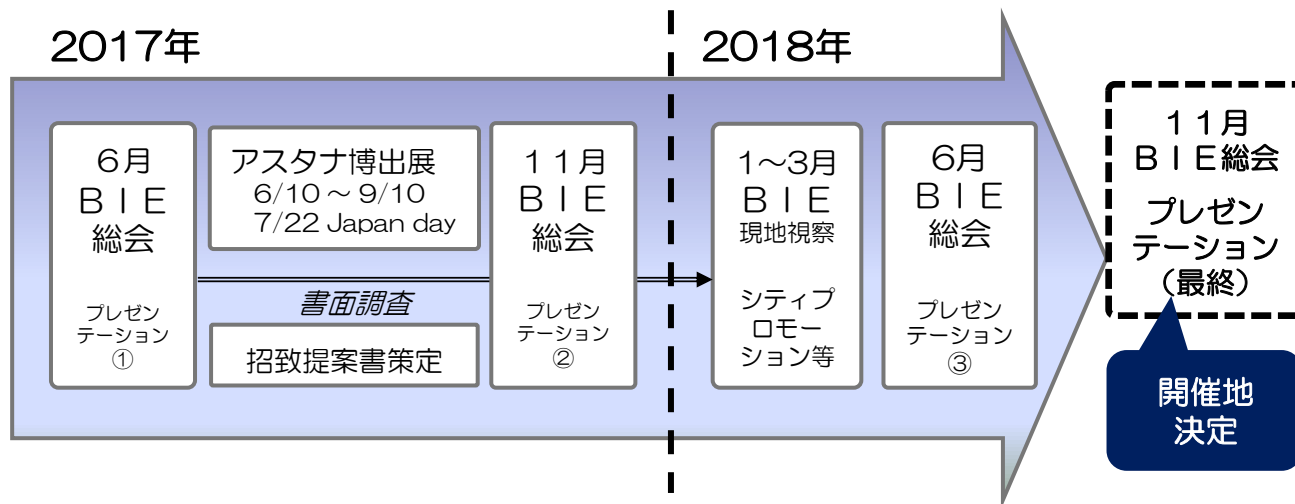 2017年
2018年
6月
BIE
総会
プレゼン
テーション
①
アスタナ博出展
6/10～9/10
7/22 Japan day
書面調査
招致提案書策定
11月
BIE
総会
プレゼン
テーション
②
1～3月
BIE
現地視察
シティプ
ロモー
ション等
6月
BIE
総会
プレゼン
テーション
③
11月
BIE総会
プレゼン
テーション
（最終）
開催地
決定